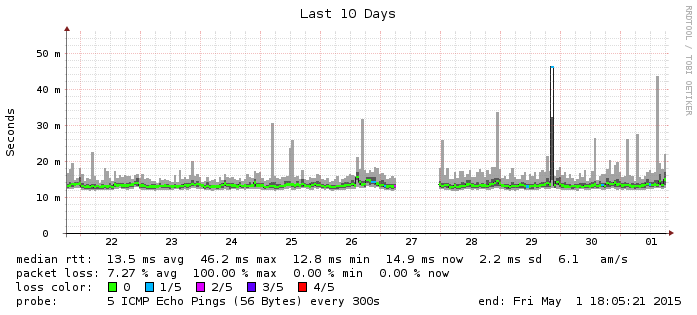 Last 10 Days
RRDTOOL / TOBI OETIKER
Seconds
50 m
40 m
30 m
20 m
10 m
0
22 23 24 25 26 27 28 29 30 01
median rtt: 13.5 ms avg 46.2 ms max 12.8 ms min 14.9 ms now 2.2 ms sd 6.1 am/s
packet loss: 7.27 % avg 100.00 % max 0.00 % min 0.00 % now
loss color: 0 1/5 2/5 3/5 4/5
probe: 5 ICMP Echo Pings (56 Bytes) every 300s end: Fri May 1 18:05:21 2015